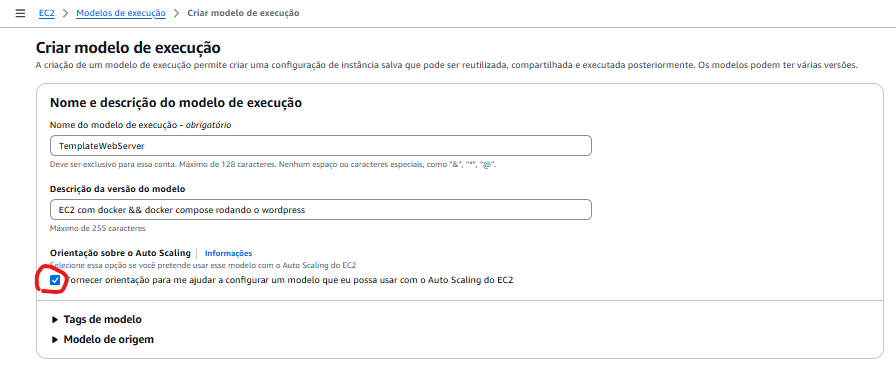 EC2 > Modelos de execução > Criar modelo de execução
Criar modelo de execução
A criação de um modelo de execução permite criar uma configuração de instância salva que pode ser reutilizada, compartilhada e executada posteriormente. Os modelos podem ter várias versões.
Nome e descrição do modelo de execução
Nome do modelo de execução - obrigatório
TemplateWebServer
Deve ser exclusivo para essa conta. Máximo de 128 caracteres. Nenhum espaço ou caracteres especiais, como "&", "*", "@".
Descrição da versão do modelo
EC2 com docker && docker compose rodando o wordpress
Máximo de 255 caracteres
Orientação sobre o Auto Scaling | Informações
Selecione essa opção se você pretende usar esse modelo com o Auto Scaling do EC2
Fornecer orientação para me ajudar a configurar um modelo que eu possa usar com o Auto Scaling do EC2
Tags de modelo
Modelo de origem